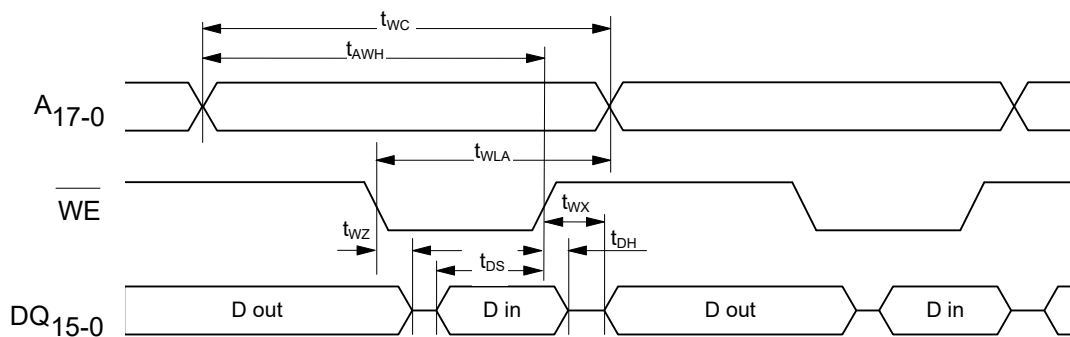 tWC
tAWH
A17-0
tWLA
WE
tWX
tWZ
tDH
tDS
DQ15-0
D out
D in
D out
D in